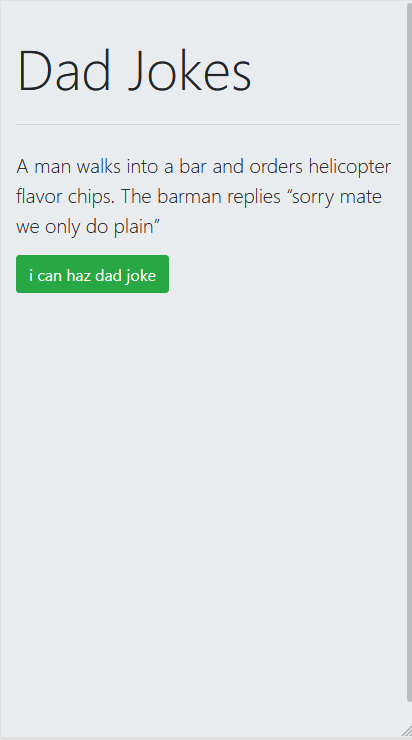 Dad Jokes
A man walks into a bar and orders helicopter
flavor chips. The barman replies “sorry mate
we only do plain”
i can haz dad joke